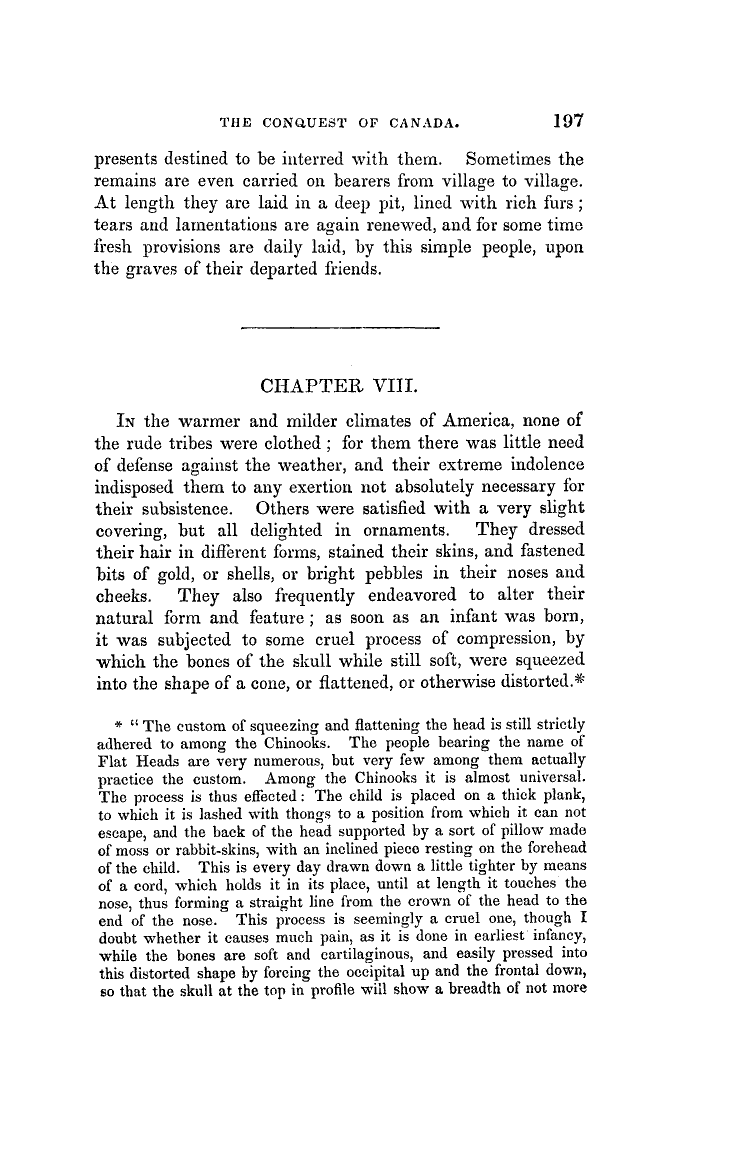 THE CONQUEST OF CANADA. 197
presents destined to be interred with them. Sometimes the
remains are even carried on bearers from village to village.
At length they are laid in a deep pit, lined with rich furs ;
tears and lamentations are again renewed, and for some time
fresh provisions are daily laid, by this simple people, upon
the graves of their departed friends.
CHAPTER VIII.
In the warmer and milder climates of America, none of
the rude tribes were clothed ; for them there was little need
of defense against the weather, and their extreme indolence
indisposed them to any exertion not absolutely necessary for
their subsistence. Others were satisfied with a very slight
covering, but all delighted in ornaments. They dressed
their hair in different forms, stained their skins, and fastened
bits of gold, or shells, or bright pebbles in their noses and
cheeks. They also frequently endeavored to alter their
natural form and feature ; as soon as an infant was born,
it was subjected to some cruel process of compression, by
which the bones of the skull while still soft, were squeezed
into the shape of a cone, or flattened, or otherwise distorted.*
* “ The custom of squeezing and flattening the head is still strictly
adhered to among the Chinooks. The people bearing the name of
Flat Heads are very numerous, but very few among them actually
practice the custom. Among the Chinooks it is almost universal.
The process is thus effected : The child is placed on a thick plank,
to which it is lashed with thongs to a position from which it can not
escape, and the back of the head supported by a sort of pillow made
of moss or rabbit-skins, with an inclined piece resting on the forehead
of the child. This is every day drawn down a little tighter by means
of a cord, which holds it in its place, until at length it touches the
nose, thus forming a straight line from the crown of the head to the
end of the nose. This process is seemingly a cruel one, though I
doubt whether it causes much pain, as it is done in earliest infancy,
while the bones are soft and cartilaginous, and easily pressed into
this distorted shape by forcing the occipital up and the frontal down,
so that the skull at the top in profile will show a breadth of not more